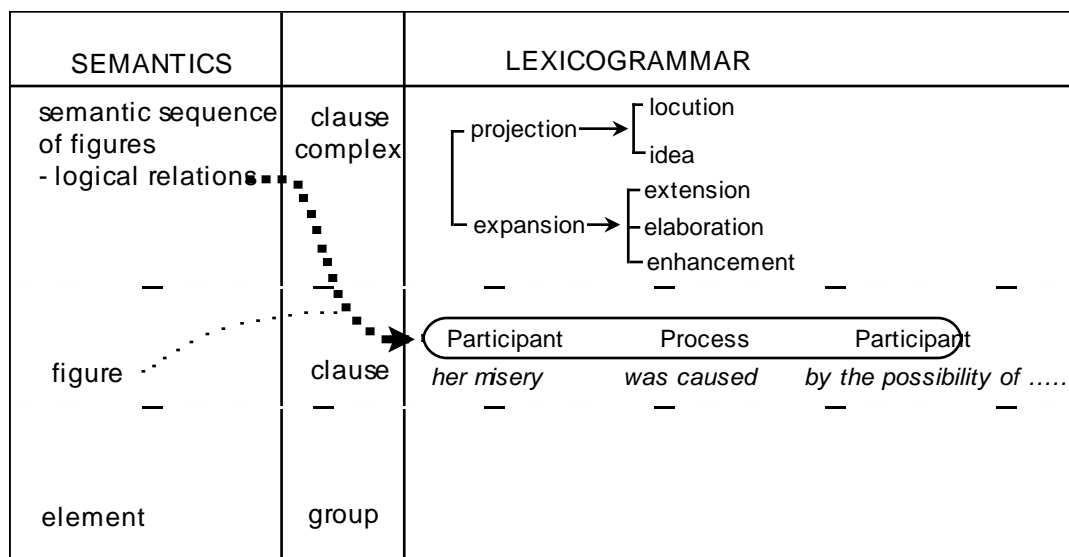 SEMANTICS
LEXICOGRAMMAR
semantic sequence
of figures
- logical relations
clause
complex
projection
locution
idea
expansion
extension
elaboration
enhancement
figure
clause
Participant Process Participant
her misery was caused by the possibility of .....
element
group